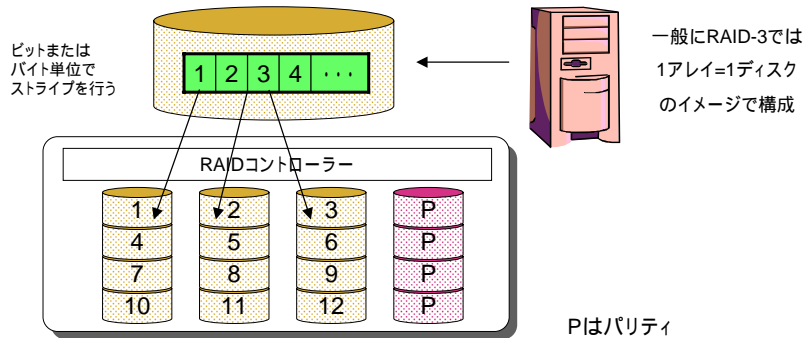 ビットまたは
バイト単位で
ストライプを行う
1 2 3 4 ･･･
一般にRAID-3では
1アレイ=1ディスク
のイメージで構成
RAIDコントローラー
1 2 3 P
4 5 6 P
7 8 9 P
10 11 12 P
Pはパリティ